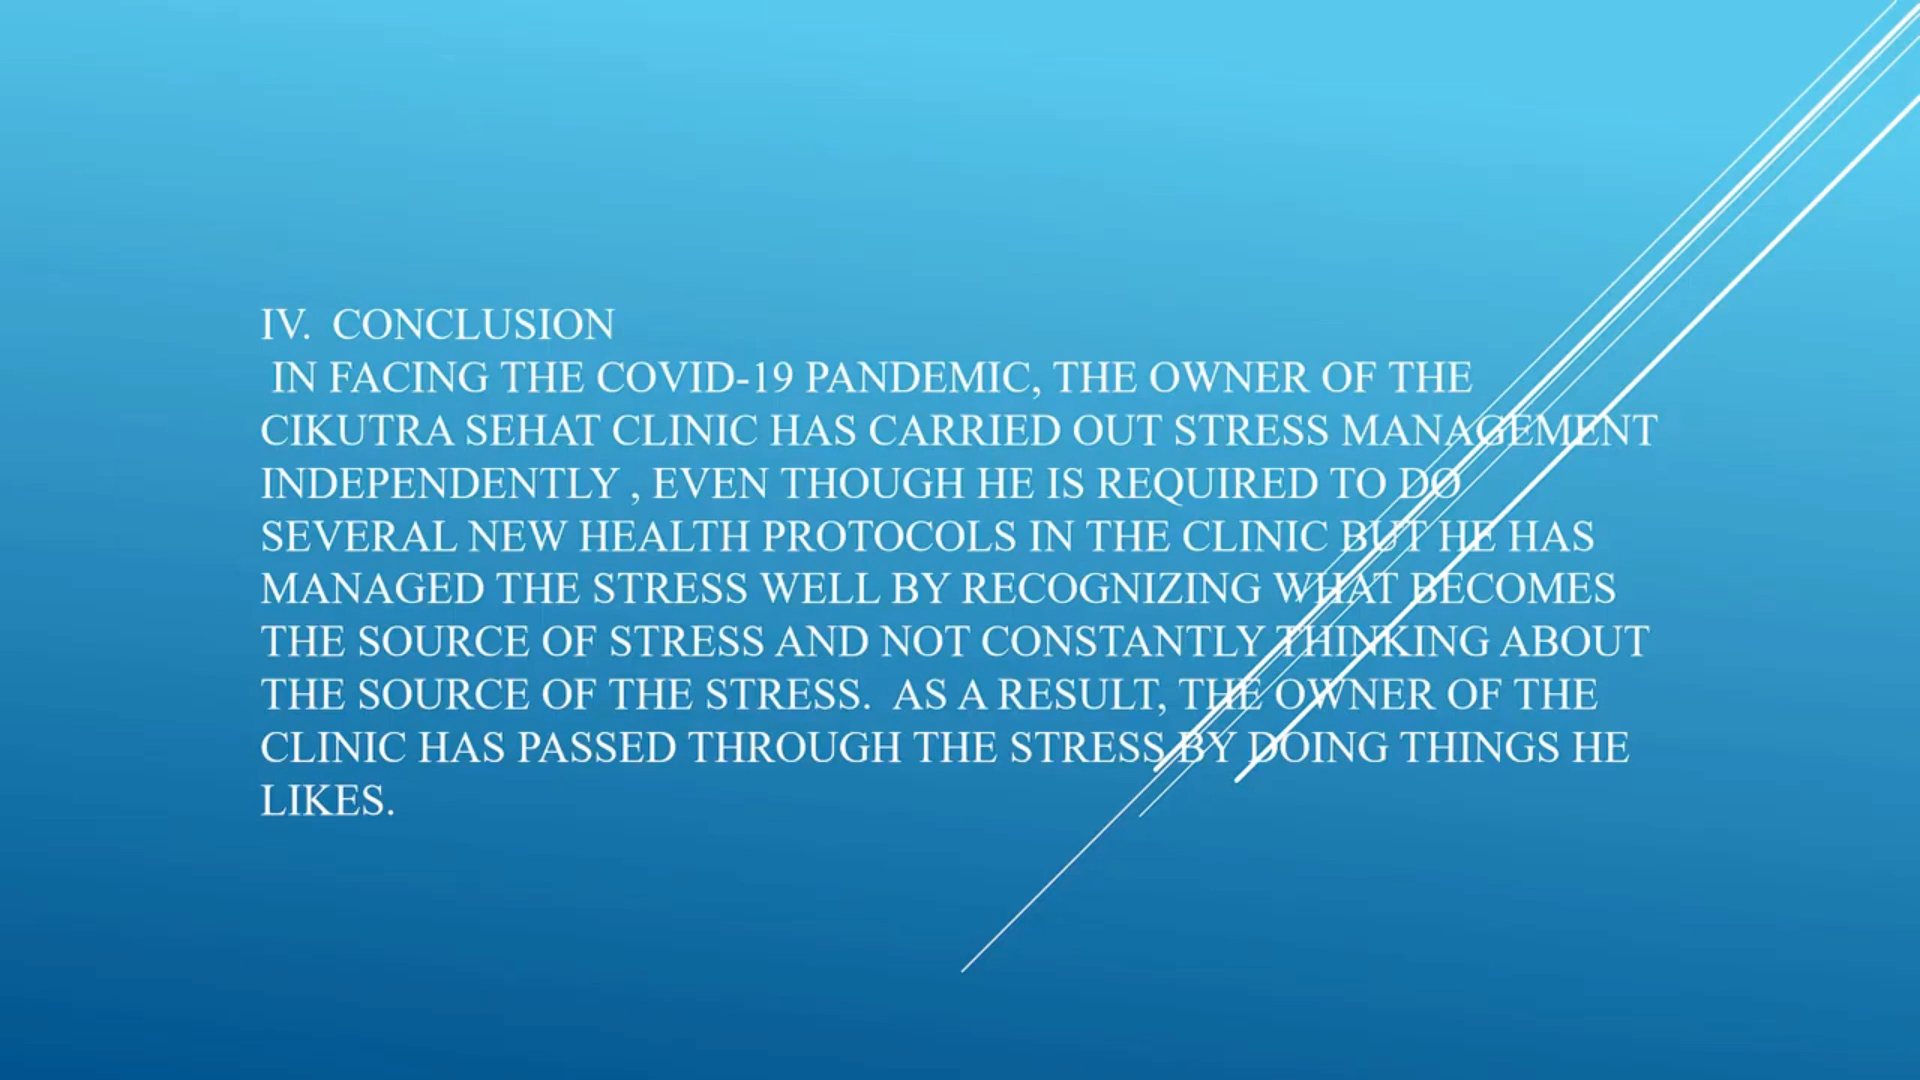 IV.  CONCLUSION
IN FACING THE COVID-19 PANDEMIC, THE OWNER OF THE
CIKUTRA SEHAT CLINIC HAS CARRIED OUT STRESS MANAGEMENT
INDEPENDENTLY , EVEN THOUGH HE IS REQUIRED TO DO
SEVERAL NEW HEALTH PROTOCOLS IN THE CLINIC BUT HE HAS
MANAGED THE STRESS WELL BY RECOGNIZING WHAT BECOMES
THE SOURCE OF STRESS AND NOT CONSTANTLY THINKING ABOUT
THE SOURCE OF THE STRESS.  AS A RESULT, THE OWNER OF THE
CLINIC HAS PASSED THROUGH THE STRESS BY DOING THINGS HE
LIKES.